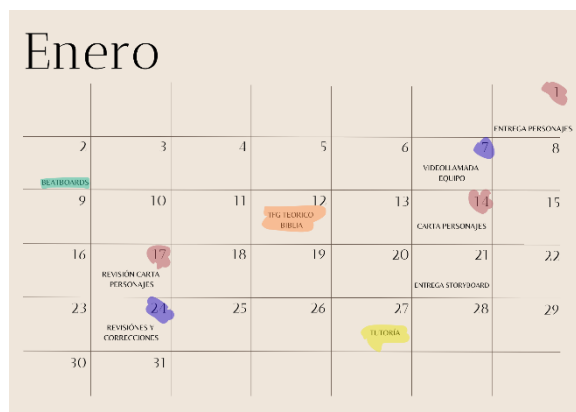 Enero
1
ENTREGA PERSONAJES
2 3 4 5 6 7 8
BEATBOARDS
VIDEOLLAMADA
EQUIPO
9 10 11 12 13 14 15
TFG TEORICO
BIBLIA
CARTA PERSONAJES
16 17 18 19 20 21 22
REVISIÓN CARTA
PERSONAJES
ENTREGA STORYBOARD
23 24 25 26 27 28 29
REVISIÓNES Y
CORRECCIONES
TUTORÍA
30 31